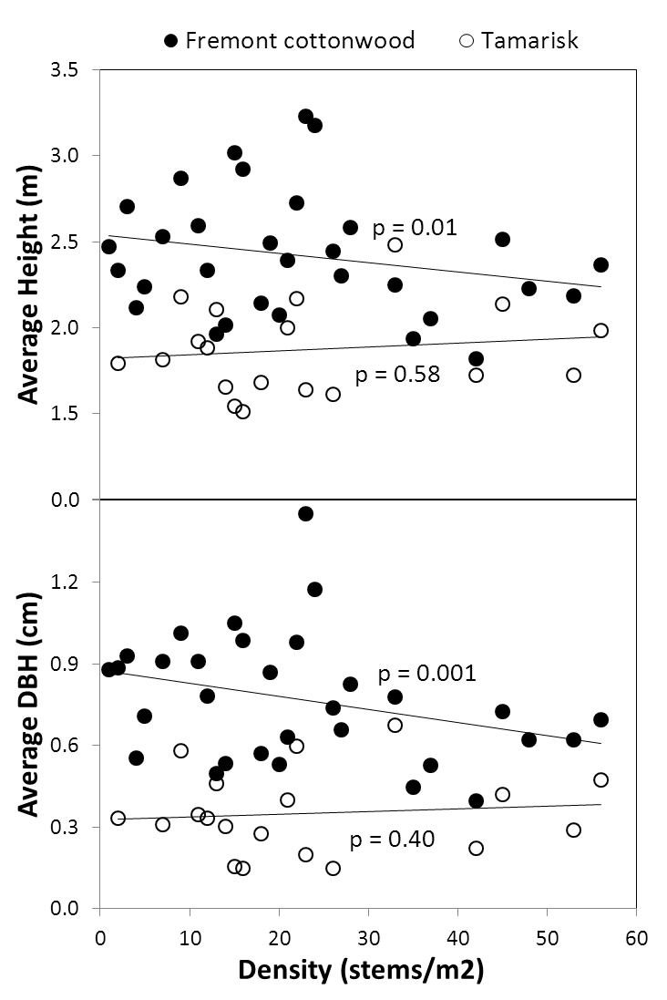 Fremont cottonwood Tamarisk
3.5
3.0
2.5
2.0
1.5
0.0
Average Height (m)
p = 0.01
p = 0.58
1.2
0.9
0.6
0.3
0.0
Average DBH (cm)
p = 0.001
p = 0.40
0 10 20 30 40 50 60
Density (stems/m2)